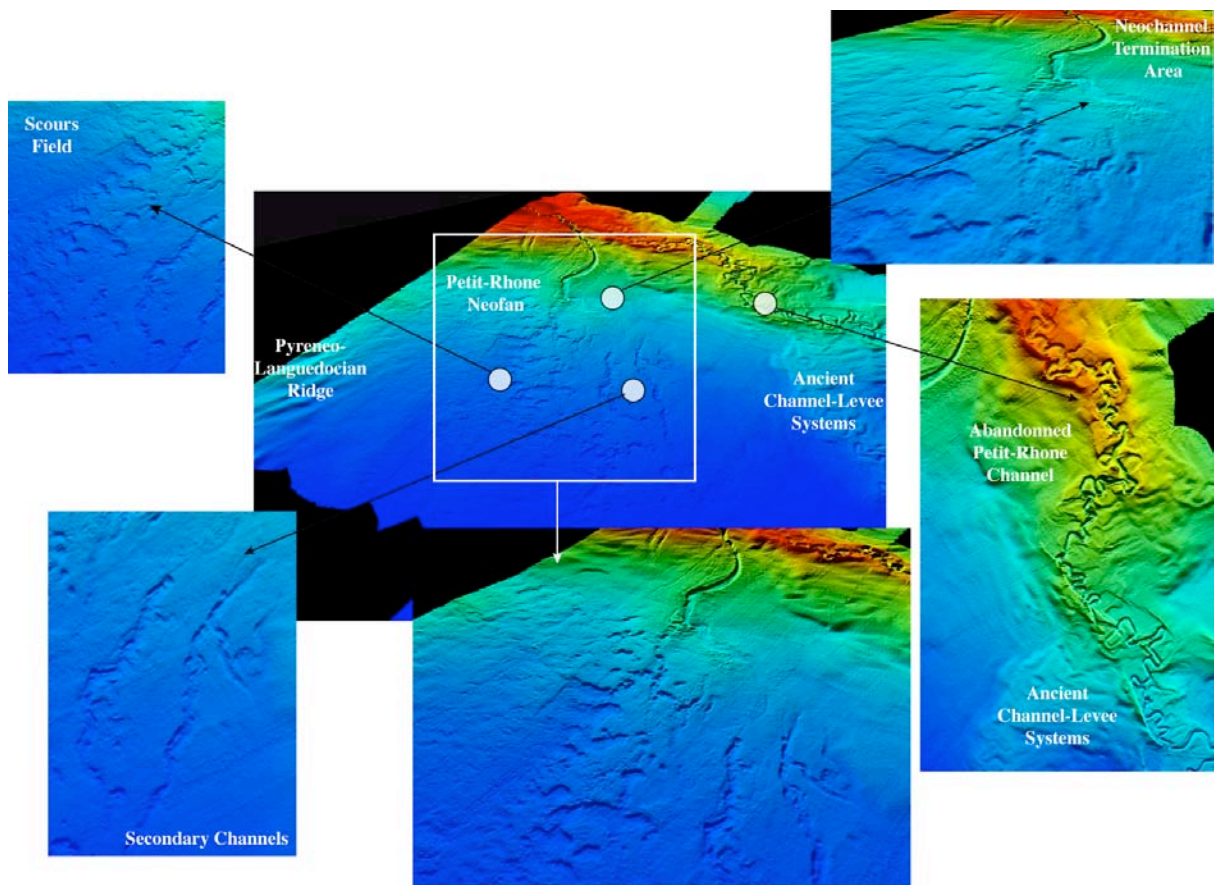 Neochannel
Termination
Area
Scours
Field
Petit-Rhone
Neofan
Pyreneo-
Languedocian
Ridge
Ancient
Channel-Levee
Systems
Abandonned
Petit-Rhone
Channel
Ancient
Channel-Levee
Systems
Secondary Channels